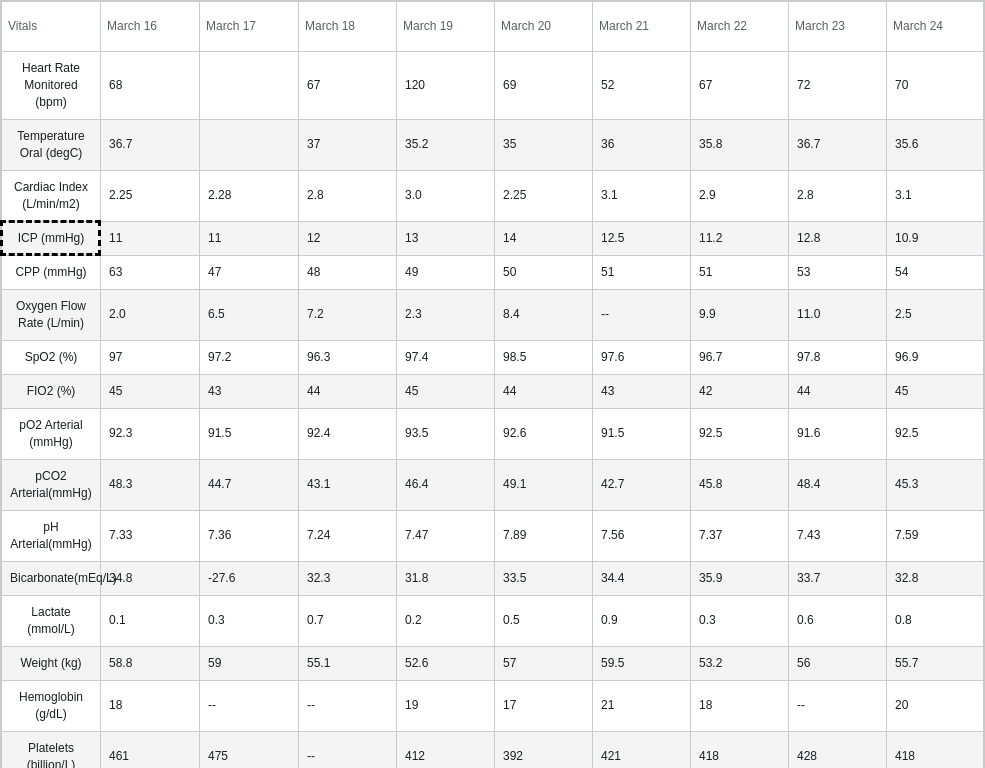 Vitals March 16 March 17 March 18 March 19 March 20 March 21 March 22 March 23 March 24
Heart Rate
Monitored
(bpm)
68 67 120 69 52 67 72 70
Temperature
Oral (degC)
36.7 37 35.2 35 36 35.8 36.7 35.6
Cardiac Index
(L/min/m2)
2.25 2.28 2.8 3.0 2.25 3.1 2.9 2.8 3.1
ICP (mmHg) 11 11 12 13 14 12.5 11.2 12.8 10.9
CPP (mmHg) 63 47 48 49 50 51 51 53 54
Oxygen Flow
Rate (L/min)
2.0 6.5 7.2 2.3 8.4 -- 9.9 11.0 2.5
SpO2 (%) 97 97.2 96.3 97.4 98.5 97.6 96.7 97.8 96.9
FIO2 (%) 45 43 44 45 44 43 42 44 45
pO2 Arterial
(mmHg)
92.3 91.5 92.4 93.5 92.6 91.5 92.5 91.6 92.5
pCO2
Arterial(mmHg)
48.3 44.7 43.1 46.4 49.1 42.7 45.8 48.4 45.3
pH
Arterial(mmHg)
7.33 7.36 7.24 7.47 7.89 7.56 7.37 7.43 7.59
Bicarbonate(mEq/L) 34.8 -27.6 32.3 31.8 33.5 34.4 35.9 33.7 32.8
Lactate
(mmol/L)
0.1 0.3 0.7 0.2 0.5 0.9 0.3 0.6 0.8
Weight (kg) 58.8 59 55.1 52.6 57 59.5 53.2 56 55.7
Hemoglobin
(g/dL)
18 -- -- 19 17 21 18 -- 20
Platelets
(billion/L)
461 475 -- 412 392 421 418 428 418